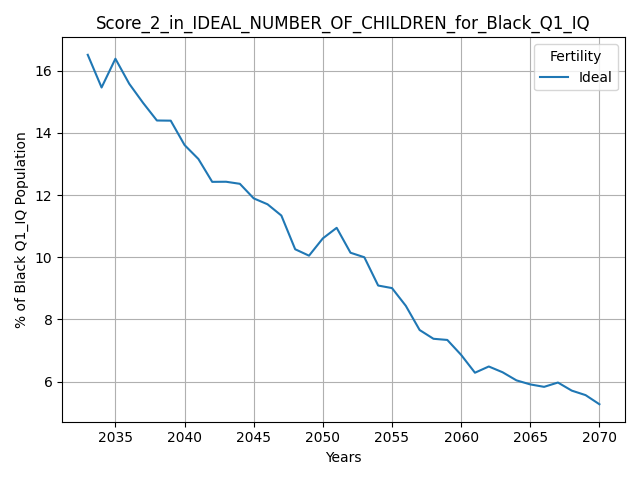 Score_2_in_IDEAL_NUMBER_OF_CHILDREN_for_Black_Q1_IQ
Fertility
Ideal
% of Black Q1_IQ Population
16
14
12
10
8
6
2035 2040 2045 2050 2055 2060 2065 2070
Years